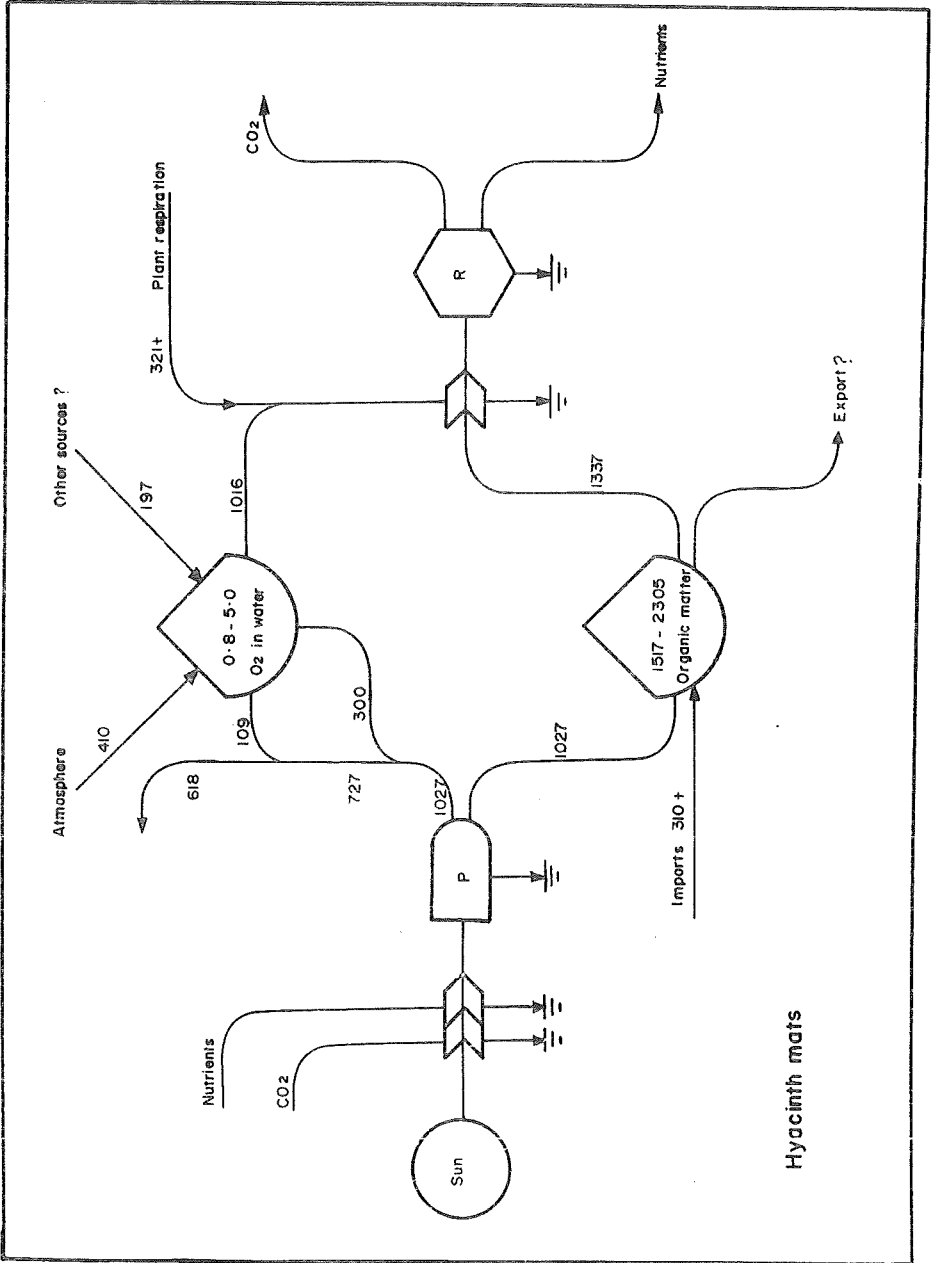 Atmosphere
Other sources ?
410
197
321+ Plant respiration
618
109
0·8 - 5·0
O2 in water
1016
CO2
Nutrients
CO2
727
300
1027
Sun
P
R
1027
1337
1517 - 2305
Organic matter
Nutrients
Imports 310+
Export ?
Hyacinth mats